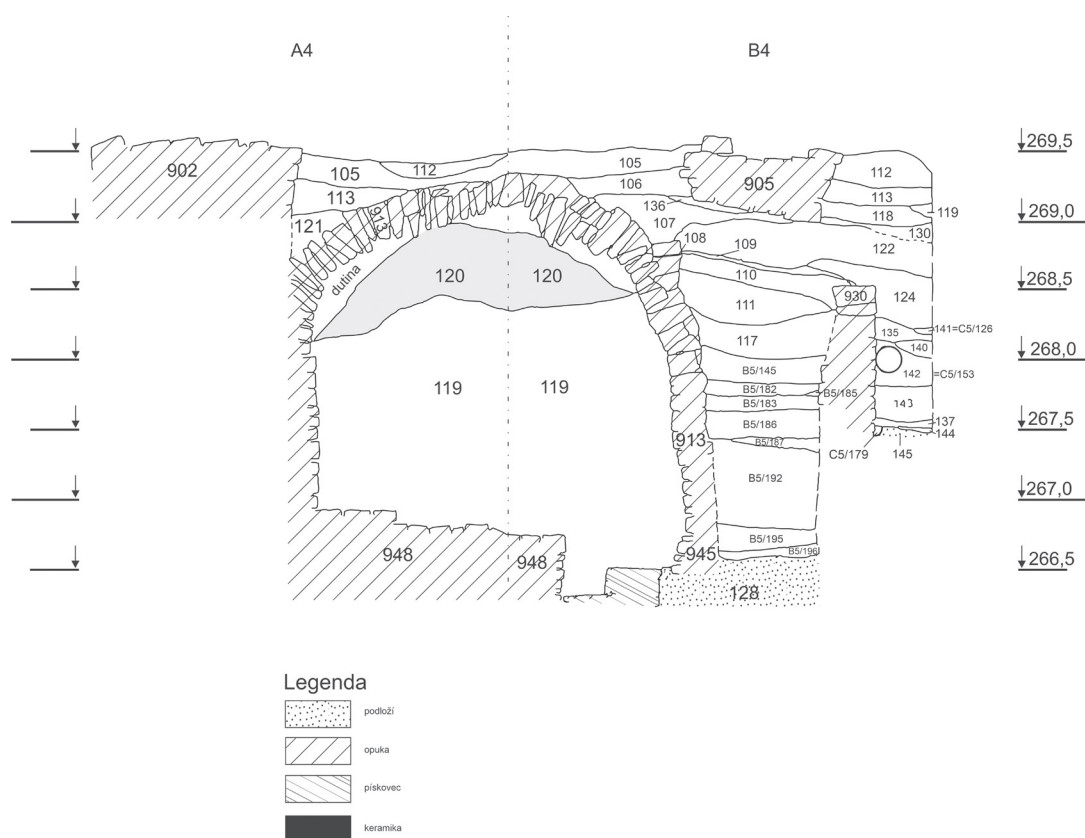 A4 B4
269,5
902 105 112 105 905 112
113 106 113
136 118 119
269,0
121 913 107 130
108 109 122
dutina 120 120 110 268,5
111 930 124
135 141=C5/126
117 140
268,0
B5/145 142 =C5/153
119 119 B5/182 B5/185
B5/183 143
B5/186 137
267,5
913 B5/187 144
C5/179 145
B5/192
267,0
B5/195
948 948 945 B5/196
266,5
128
Legenda
podloží
opuka
pískovec
keramika